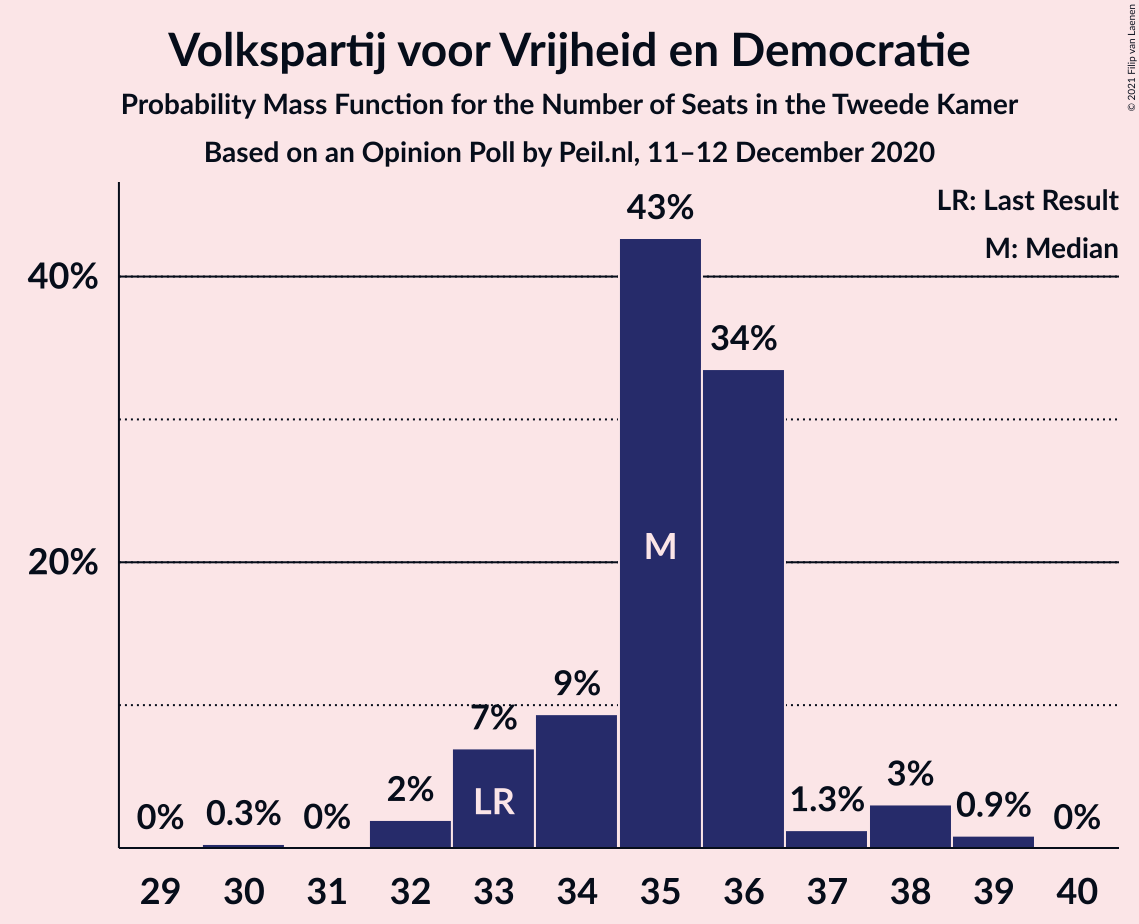 Volkspartij voor Vrijheid en Democratie
Probability Mass Function for the Number of Seats in the Tweede Kamer
Based on an Opinion Poll by Peil.nl, 11–12 December 2020
© 2021 Filip van Laenen
LR: Last Result
M: Median
40%
20%
0%
0.3%
0%
2%
7%
9%
43%
34%
1.3%
3%
0.9%
0%
LR
M
29 30 31 32 33 34 35 36 37 38 39 40